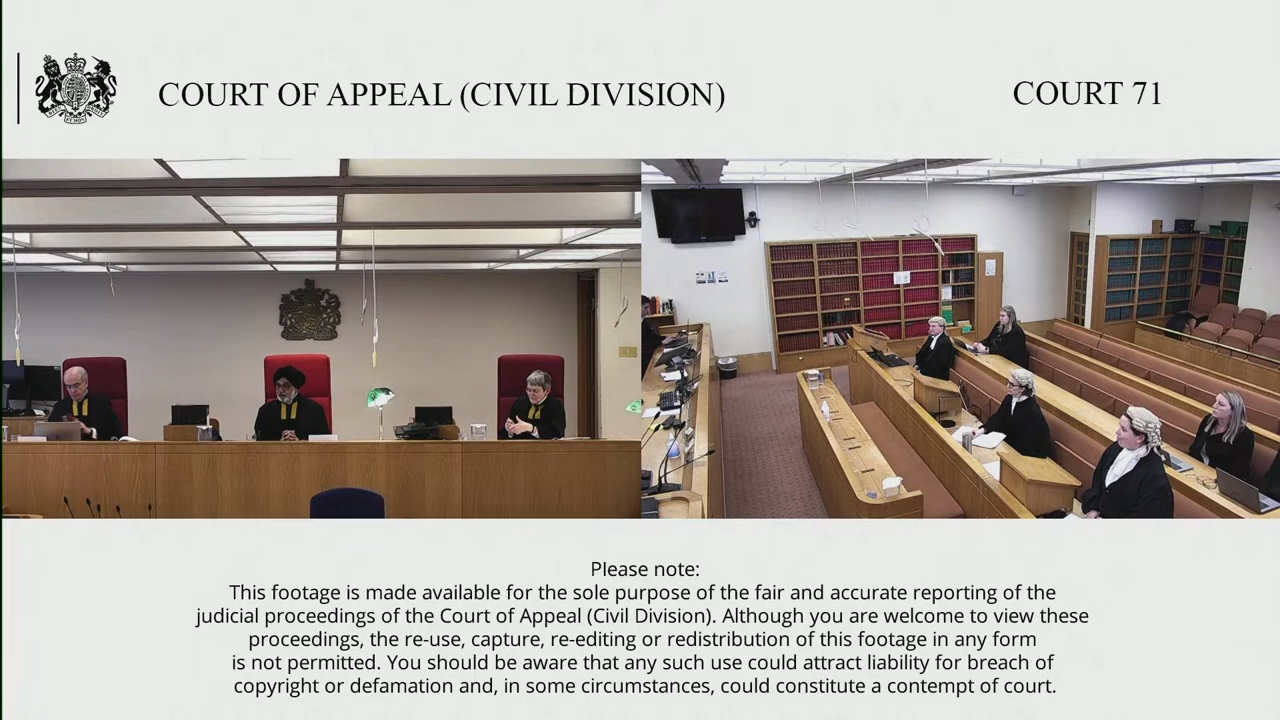 COURT OF APPEAL (CIVIL DIVISION)
COURT 71
Please note:
This footage is made available for the sole purpose of the fair and accurate reporting of the
judicial proceedings of the Court of Appeal (Civil Division). Although you are welcome to view these
proceedings, the re-use, capture, re-editing or redistribution of this footage in any form
is not permitted. You should be aware that any such use could attract liability for breach of
copyright or defamation and, in some circumstances, could constitute a contempt of court.